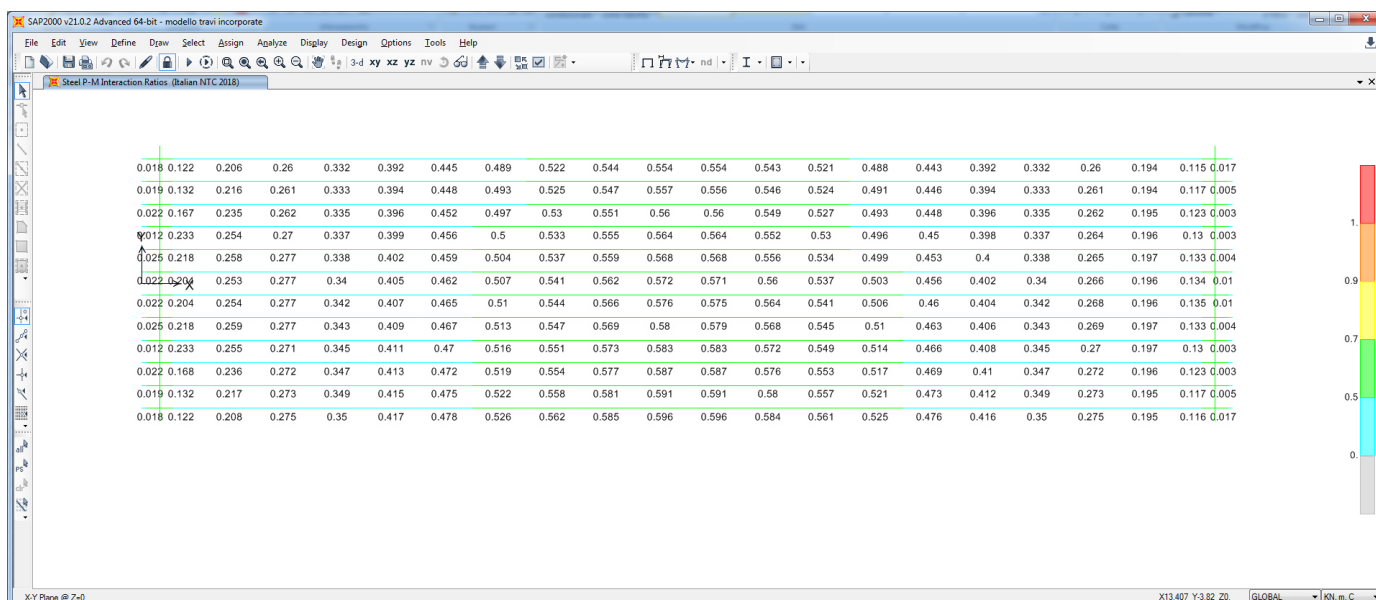 SAP2000 v21.0.2 Advanced 64-bit - modello travi incorporate
File Edit View Define Draw Select Assign Analyze Display Design Options Tools Help
3-d xy xz yz nv nd
Steel P-M Interaction Ratios (Italian NTC 2018)
0.018 0.122 0.206 0.26 0.332 0.392 0.445 0.489 0.522 0.544 0.554 0.554 0.543 0.521 0.488 0.443 0.392 0.332 0.26 0.194 0.115 0.017
0.019 0.132 0.216 0.261 0.333 0.394 0.448 0.493 0.525 0.547 0.557 0.556 0.546 0.524 0.491 0.446 0.394 0.333 0.261 0.194 0.117 0.005
0.022 0.167 0.235 0.262 0.335 0.396 0.452 0.497 0.53 0.551 0.56 0.56 0.549 0.527 0.493 0.448 0.396 0.335 0.262 0.195 0.123 0.003
0.012 0.233 0.254 0.27 0.337 0.399 0.456 0.5 0.533 0.555 0.564 0.564 0.552 0.53 0.496 0.45 0.398 0.337 0.264 0.196 0.13 0.003
Y
0.025 0.218 0.258 0.277 0.338 0.402 0.459 0.504 0.537 0.559 0.568 0.568 0.556 0.534 0.499 0.453 0.4 0.338 0.265 0.197 0.133 0.004
0.022 0.204 0.253 0.277 0.34 0.405 0.462 0.507 0.541 0.562 0.572 0.571 0.56 0.537 0.503 0.456 0.402 0.34 0.266 0.196 0.134 0.01
X
0.022 0.204 0.254 0.277 0.342 0.407 0.465 0.51 0.544 0.566 0.576 0.575 0.564 0.541 0.506 0.46 0.404 0.342 0.268 0.196 0.135 0.01
0.025 0.218 0.259 0.277 0.343 0.409 0.467 0.513 0.547 0.569 0.58 0.579 0.568 0.545 0.51 0.463 0.406 0.343 0.269 0.197 0.133 0.004
0.012 0.233 0.255 0.271 0.345 0.411 0.47 0.516 0.551 0.573 0.583 0.583 0.572 0.549 0.514 0.466 0.408 0.345 0.27 0.197 0.13 0.003
0.022 0.168 0.236 0.272 0.347 0.413 0.472 0.519 0.554 0.577 0.587 0.587 0.576 0.553 0.517 0.469 0.41 0.347 0.272 0.196 0.123 0.003
0.019 0.132 0.217 0.273 0.349 0.415 0.475 0.522 0.558 0.581 0.591 0.591 0.58 0.557 0.521 0.473 0.412 0.349 0.273 0.195 0.117 0.005
0.018 0.122 0.208 0.275 0.35 0.417 0.478 0.526 0.562 0.585 0.596 0.596 0.584 0.561 0.525 0.476 0.416 0.35 0.275 0.195 0.116 0.017
1.
0.9
0.7
0.5
0.
all
PS
clr
X-Y Plane @ Z=0
X13.407 Y-3.82 Z0.
GLOBAL
KN, m, C